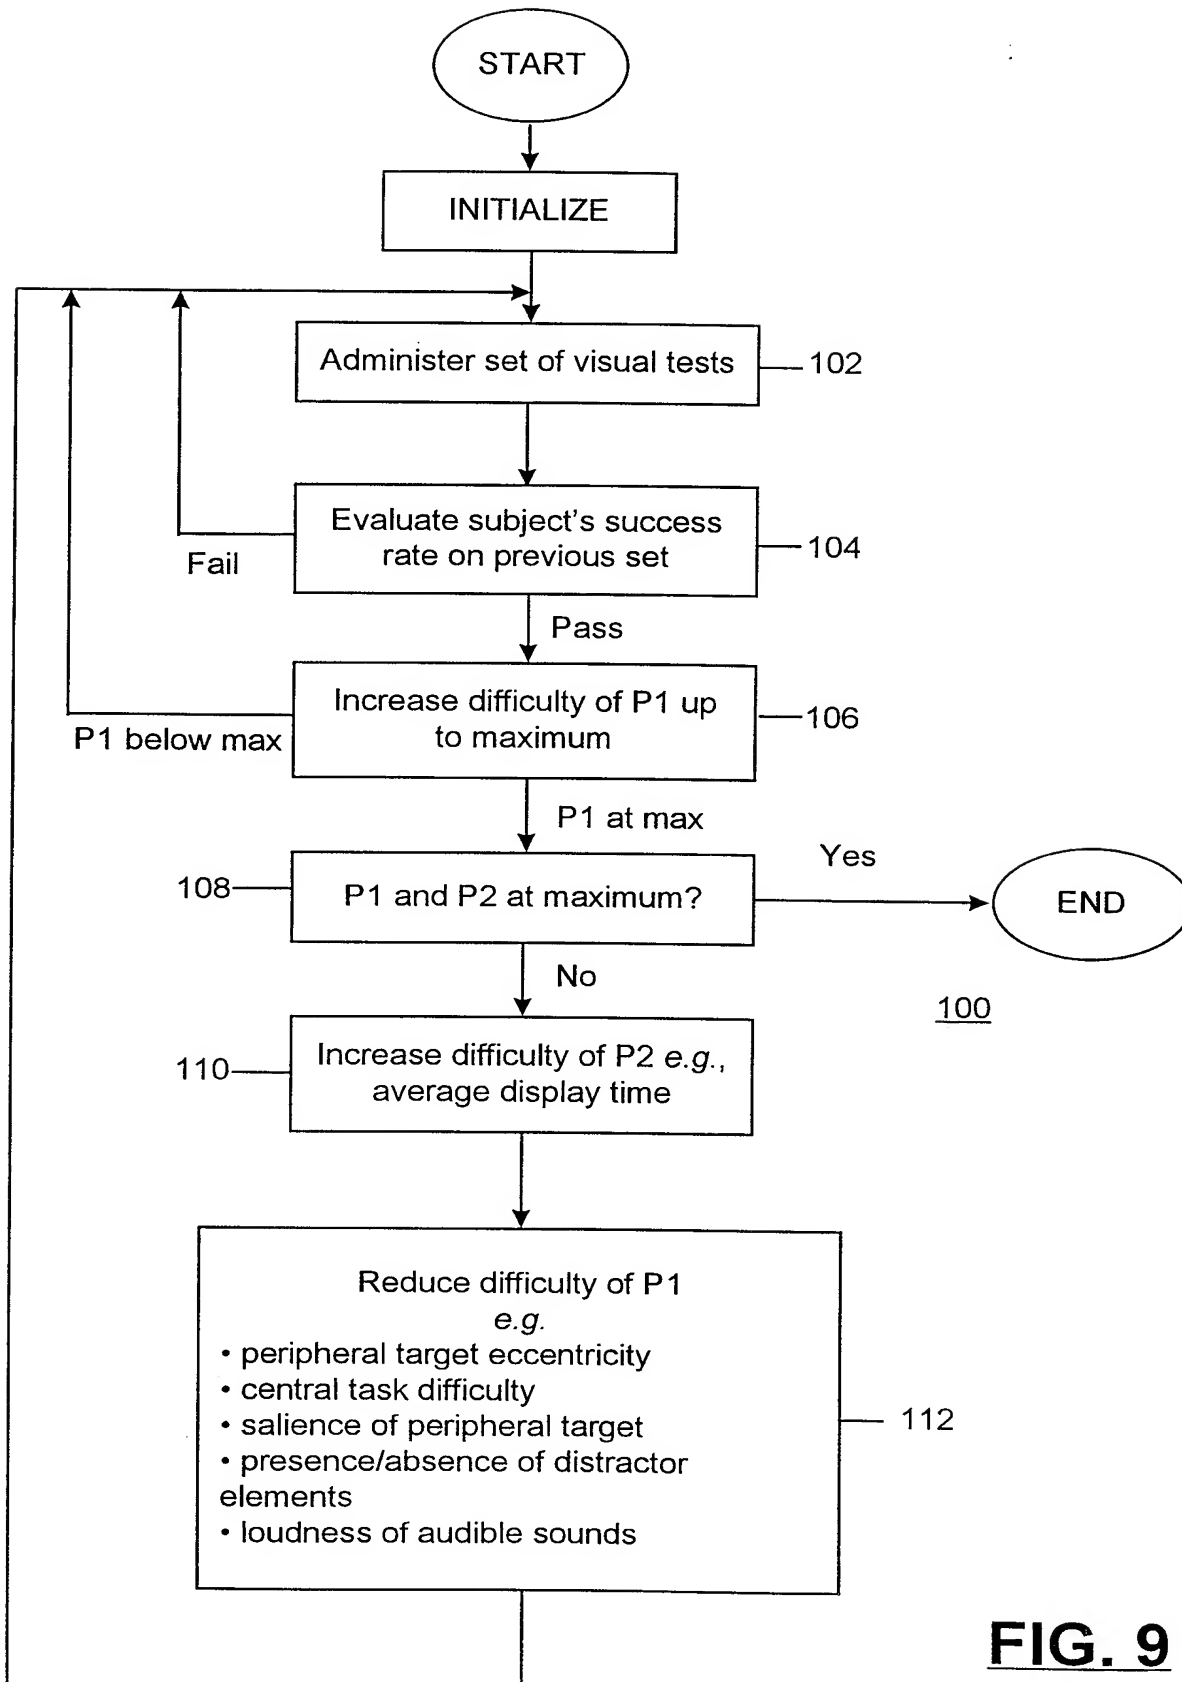 START
INITIALIZE
Administer set of visual tests
102
Evaluate subject's success
rate on previous set
104
Fail
Pass
Increase difficulty of P1 up
to maximum
106
P1 below max
P1 at max
108
P1 and P2 at maximum?
Yes
END
No
100
110
Increase difficulty of P2 e.g.,
average display time
Reduce difficulty of P1
e.g.
• peripheral target eccentricity
• central task difficulty
• salience of peripheral target
• presence/absence of distractor
elements
• loudness of audible sounds
112
FIG. 9